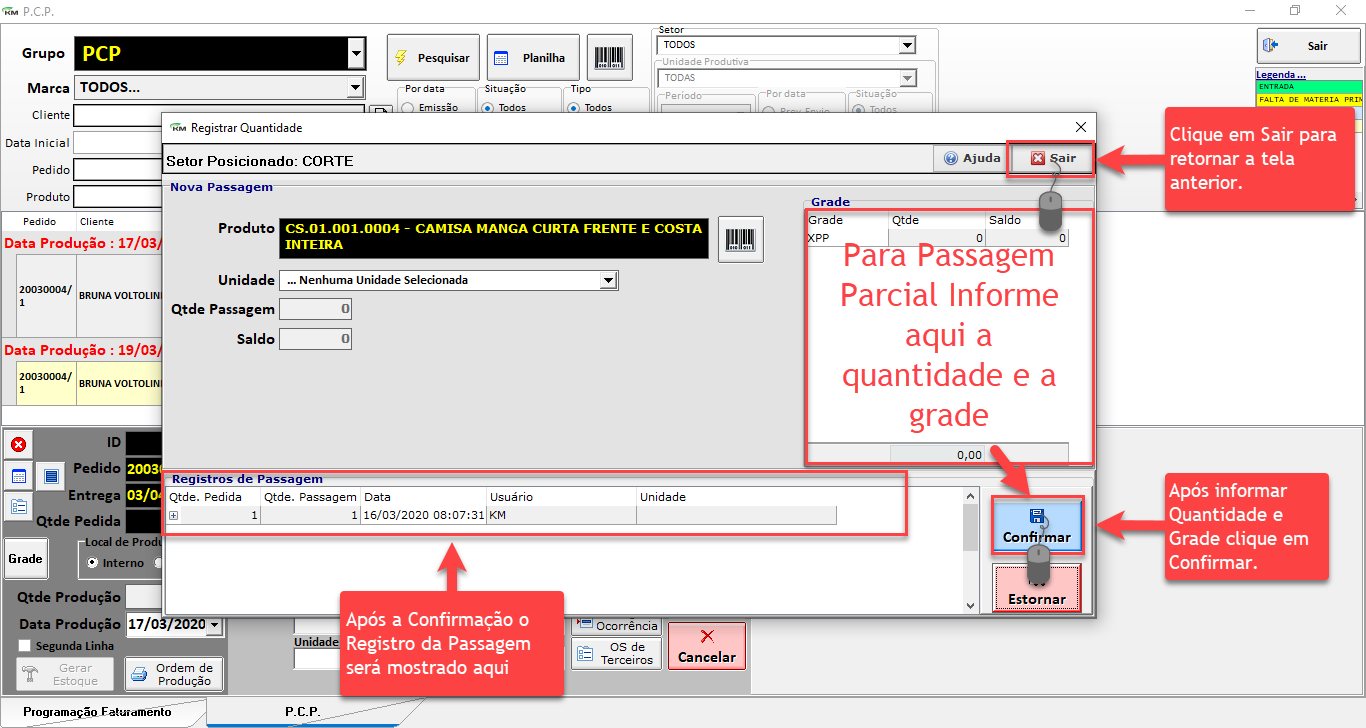 KM P.C.P.
Grupo PCP
Marca TODOS...
Cliente
Data Inicial
Pedido
Produto
Pesquisar
Planilha
Por data
Emissão
Situação
Todos
Tipo
Todos
Setor
TODOS
Unidade Produtiva
TODAS
Período
Por data
Prev. Envio
Situação
Todos
Sair
Legenda ...
ENTRADA
FALTA DE MATERIA PRIM
Pedido Cliente
Data Produção : 17/03/
20030004/
1
BRUNA VOLTOLIN
Data Produção : 19/03/
20030004/
1
BRUNA VOLTOLIN
KM Registrar Quantidade
Setor Posicionado: CORTE
Ajuda
Sair
Nova Passagem
Produto CS.01.001.0004 - CAMISA MANGA CURTA FRENTE E COSTA
INTEIRA
Unidade ... Nenhuma Unidade Selecionada
Qtde Passagem 0
Saldo 0
Grade
Grade Qtde Saldo
XPP 0 0
Para Passagem
Parcial Informe
aqui a
quantidade e a
grade
0,00
Clique em Sair para
retornar a tela
anterior.
Registros de Passagem
Qtde. Pedida Qtde. Passagem Data Usuário Unidade
1 1 16/03/2020 08:07:31 KM
Confirmar
Estornar
Após informar
Quantidade e
Grade clique em
Confirmar.
Após a Confirmação o
Registro da Passagem
será mostrado aqui
ID
Pedido 20030
Entrega 03/04
Qtde Pedida
Grade
Local de Produ
Interno
Qtde Produção
Data Produção 17/03/2020
Segunda Linha
Gerar
Estoque
Ordem de
Produção
Unidade
Ocorrência
OS de
Terceiros
Cancelar
Programação Faturamento
P.C.P.